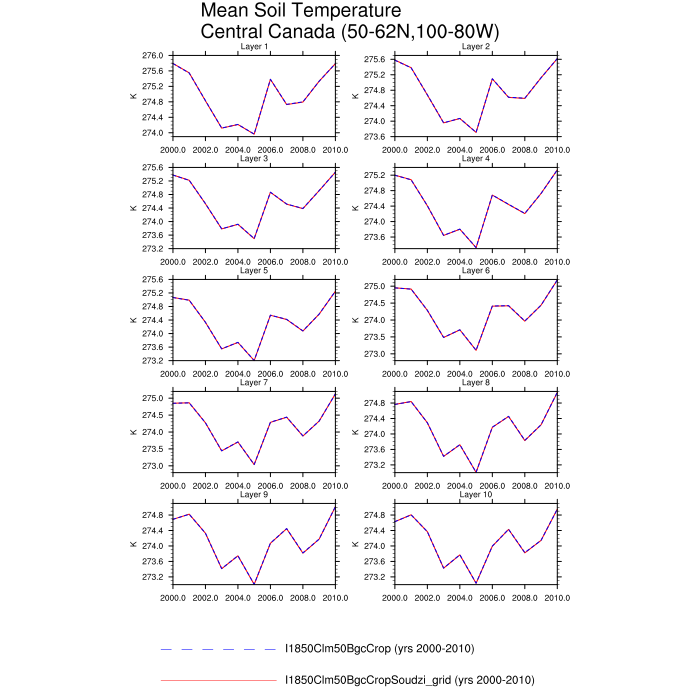 Mean Soil Temperature
Central Canada (50-62N,100-80W)
Layer 1
276.0
275.6
275.2
274.8
274.4
274.0
K
2000.0 2002.0 2004.0 2006.0 2008.0 2010.0
Layer 2
275.6
275.2
274.8
274.4
274.0
273.6
K
2000.0 2002.0 2004.0 2006.0 2008.0 2010.0
Layer 3
275.6
275.2
274.8
274.4
274.0
273.6
273.2
K
2000.0 2002.0 2004.0 2006.0 2008.0 2010.0
Layer 4
275.2
274.8
274.4
274.0
273.6
K
2000.0 2002.0 2004.0 2006.0 2008.0 2010.0
Layer 5
275.6
275.2
274.8
274.4
274.0
273.6
273.2
K
2000.0 2002.0 2004.0 2006.0 2008.0 2010.0
Layer 6
275.0
274.5
274.0
273.5
273.0
K
2000.0 2002.0 2004.0 2006.0 2008.0 2010.0
Layer 7
275.0
274.5
274.0
273.5
273.0
K
2000.0 2002.0 2004.0 2006.0 2008.0 2010.0
Layer 8
274.8
274.4
274.0
273.6
273.2
K
2000.0 2002.0 2004.0 2006.0 2008.0 2010.0
Layer 9
274.8
274.4
274.0
273.6
273.2
K
2000.0 2002.0 2004.0 2006.0 2008.0 2010.0
Layer 10
274.8
274.4
274.0
273.6
273.2
K
2000.0 2002.0 2004.0 2006.0 2008.0 2010.0
I1850Clm50BgcCrop (yrs 2000-2010)
I1850Clm50BgcCropSoudzi_grid (yrs 2000-2010)